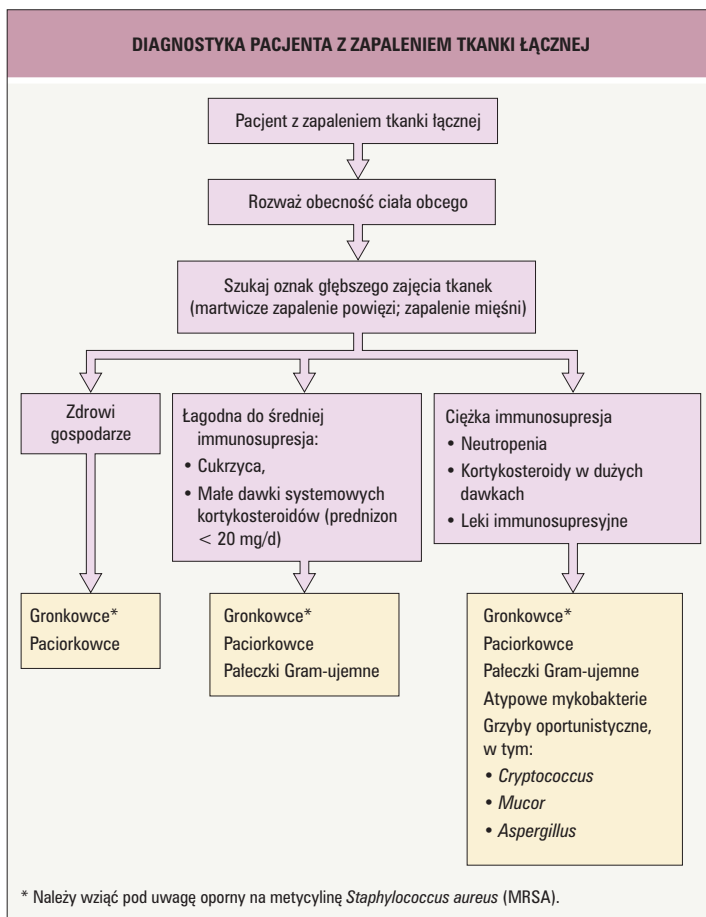 DIAGNOSTYKA PACJENTA Z ZAPALENIEM TKANKI ŁĄCZNEJ
Pacjent z zapaleniem tkanki łącznej
Rozważ obecność ciała obcego
Szukaj oznak głębszego zajęcia tkanek
(martwicze zapalenie powięzi; zapalenie mięśni)
Zdrowi
gospodarze
Łagodna do średniej
immunosupresja:
• Cukrzyca,
• Małe dawki systemowych
kortykosteroidów (prednizon
< 20 mg/d)
Ciężka immunosupresja
• Neutropenia
• Kortykosteroidy w dużych
dawkach
• Leki immunosupresyjne
Gronkowce*
Paciorkowce
Gronkowce*
Paciorkowce
Pałeczki Gram-ujemne
Gronkowce*
Paciorkowce
Pałeczki Gram-ujemne
Atypowe mykobakterie
Grzyby oportunistyczne,
w tym:
• Cryptococcus
• Mucor
• Aspergillus
* Należy wziąć pod uwagę oporny na metycylinę Staphylococcus aureus (MRSA).